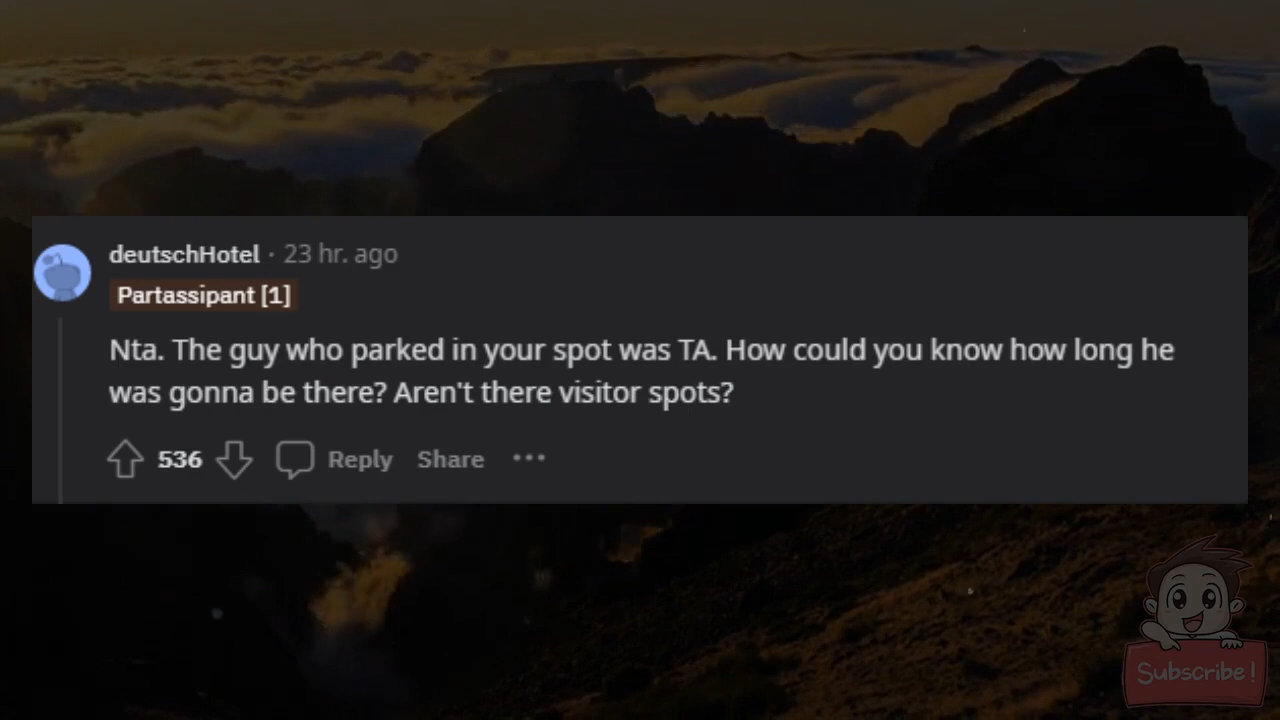 deutschHotel · 23 hr. ago
Partassipant [1]
Nta. The guy who parked in your spot was TA. How could you know how long he
was gonna be there? Aren't there visitor spots?
536 Reply Share ···
Subscribe!